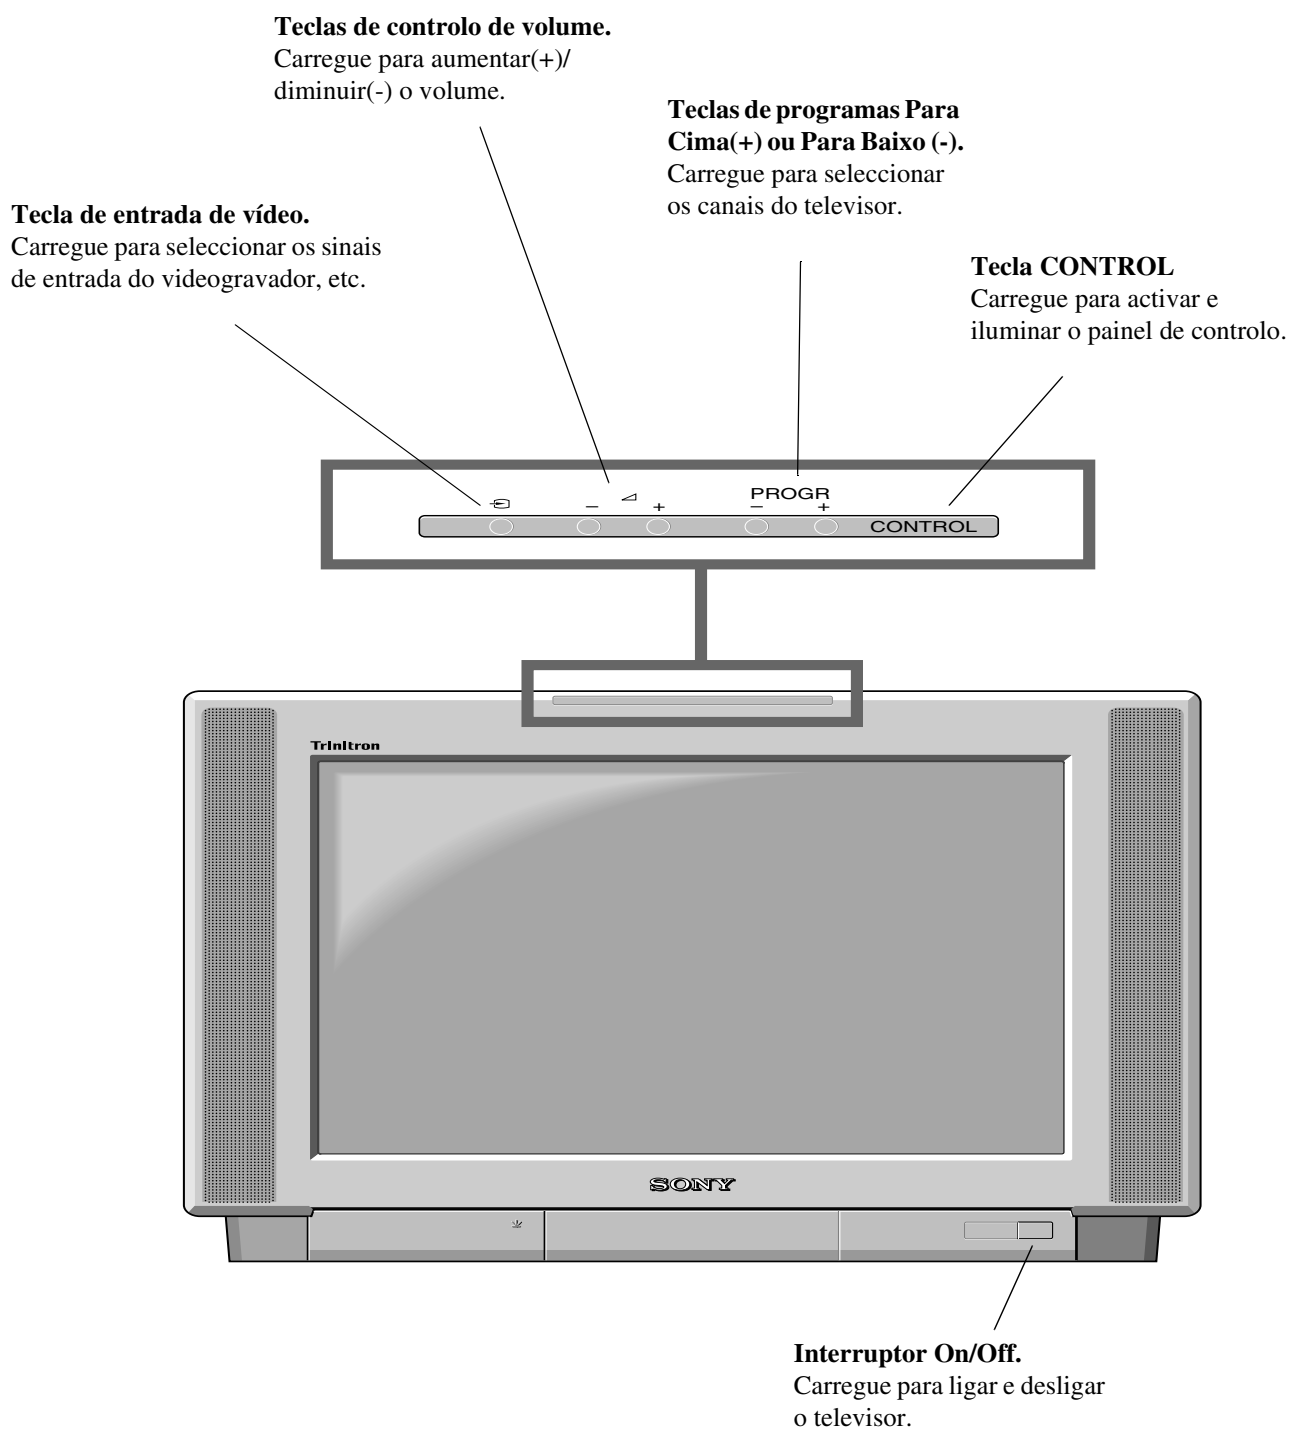 Teclas de controlo de volume.
Carregue para aumentar(+)/
diminuir(-) o volume.
Teclas de programas Para
Cima(+) ou Para Baixo (-).
Carregue para seleccionar
os canais do televisor.
Tecla de entrada de vídeo.
Carregue para seleccionar os sinais
de entrada do videogravador, etc.
Tecla CONTROL
Carregue para activar e
iluminar o painel de controlo.
PROGR
− + − +
CONTROL
TrInItron
SONY
Interruptor On/Off.
Carregue para ligar e desligar
o televisor.